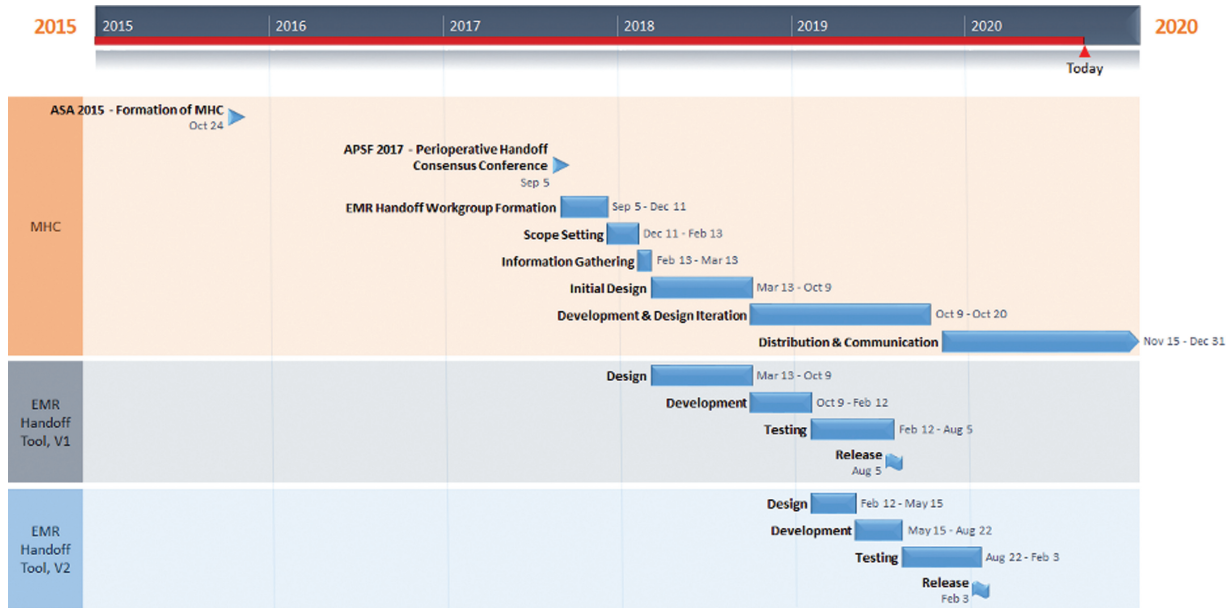 2015
2015
2016
2017
2018
2019
2020
2020
Today
MHC
ASA 2015 - Formation of MHC
Oct 24
APSF 2017 - Perioperative Handoff
Consensus Conference
Sep 5
EMR Handoff Workgroup Formation
Sep 5 - Dec 11
Scope Setting
Dec 11 - Feb 13
Information Gathering
Feb 13 - Mar 13
Initial Design
Mar 13 - Oct 9
Development & Design Iteration
Oct 9 - Oct 20
Distribution & Communication
Nov 15 - Dec 31
EMR
Handoff
Tool, V1
Design
Mar 13 - Oct 9
Development
Oct 9 - Feb 12
Testing
Feb 12 - Aug 5
Release
Aug 5
EMR
Handoff
Tool, V2
Design
Feb 12 - May 15
Development
May 15 - Aug 22
Testing
Aug 22 - Feb 3
Release
Feb 3